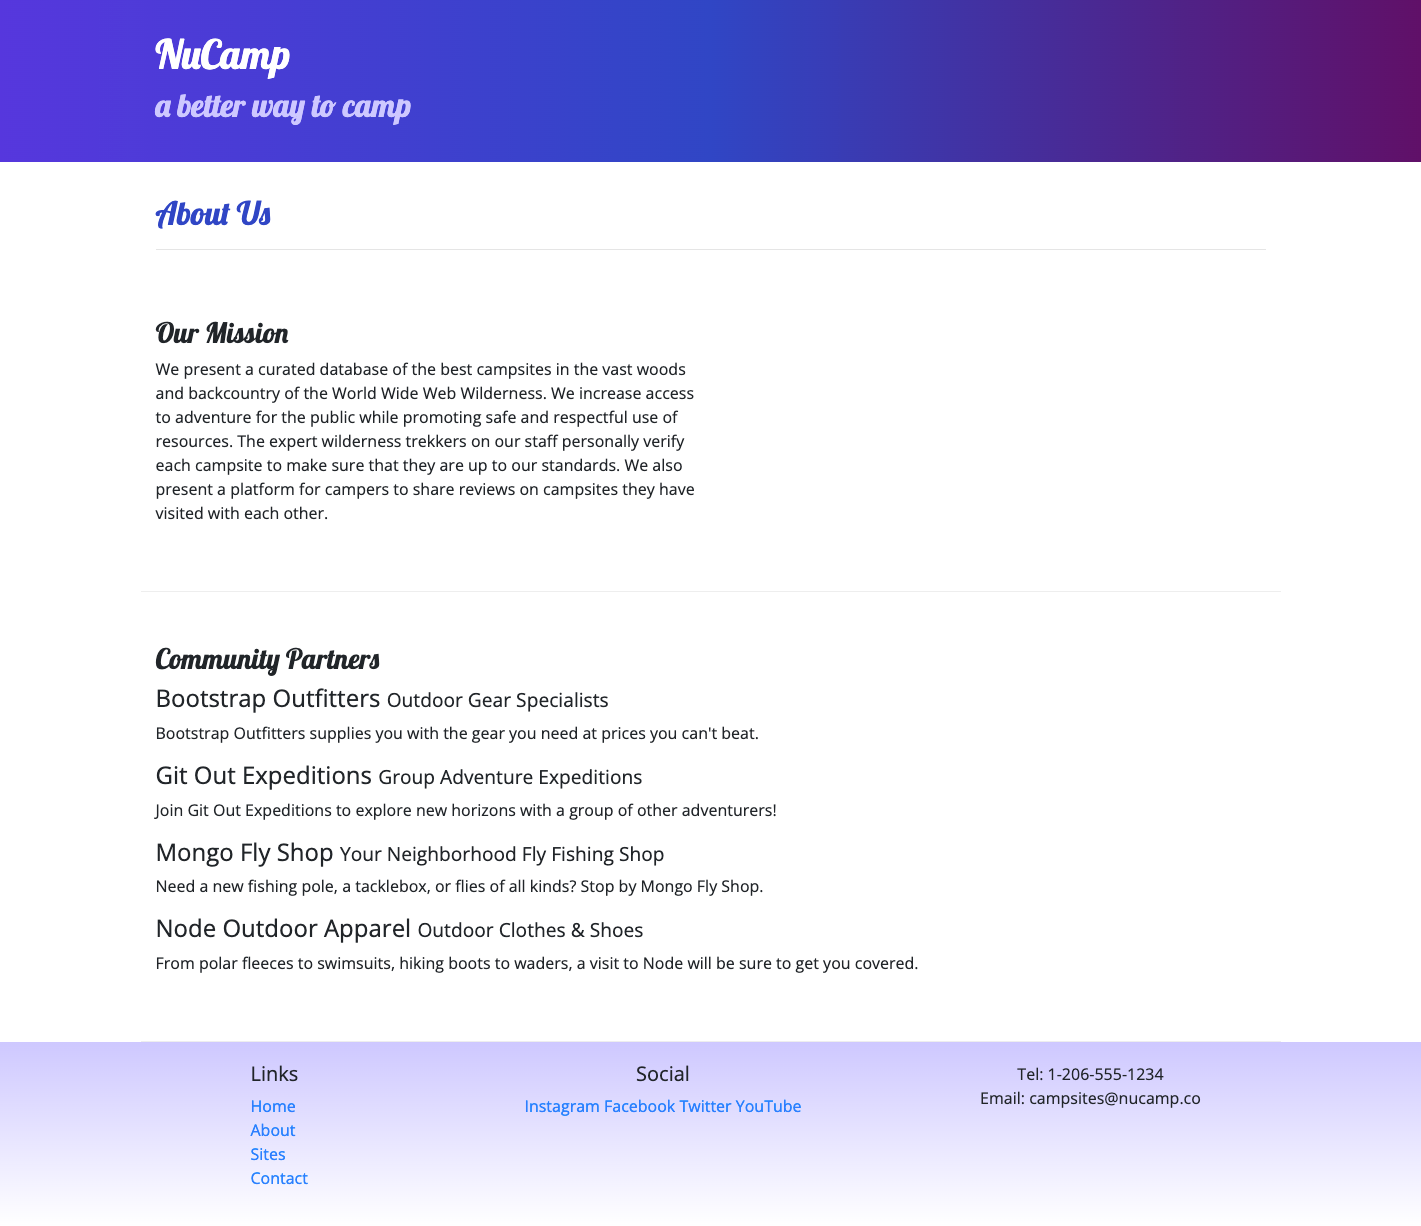 NuCamp
a better way to camp
About Us
Our Mission
We present a curated database of the best campsites in the vast woods
and backcountry of the World Wide Web Wilderness. We increase access
to adventure for the public while promoting safe and respectful use of
resources. The expert wilderness trekkers on our staff personally verify
each campsite to make sure that they are up to our standards. We also
present a platform for campers to share reviews on campsites they have
visited with each other.
Community Partners
Bootstrap Outfitters Outdoor Gear Specialists
Bootstrap Outfitters supplies you with the gear you need at prices you can't beat.
Git Out Expeditions Group Adventure Expeditions
Join Git Out Expeditions to explore new horizons with a group of other adventurers!
Mongo Fly Shop Your Neighborhood Fly Fishing Shop
Need a new fishing pole, a tacklebox, or flies of all kinds? Stop by Mongo Fly Shop.
Node Outdoor Apparel Outdoor Clothes & Shoes
From polar fleeces to swimsuits, hiking boots to waders, a visit to Node will be sure to get you covered.
Links
Home
About
Sites
Contact
Social
Instagram Facebook Twitter YouTube
Tel: 1-206-555-1234
Email: campsites@nucamp.co